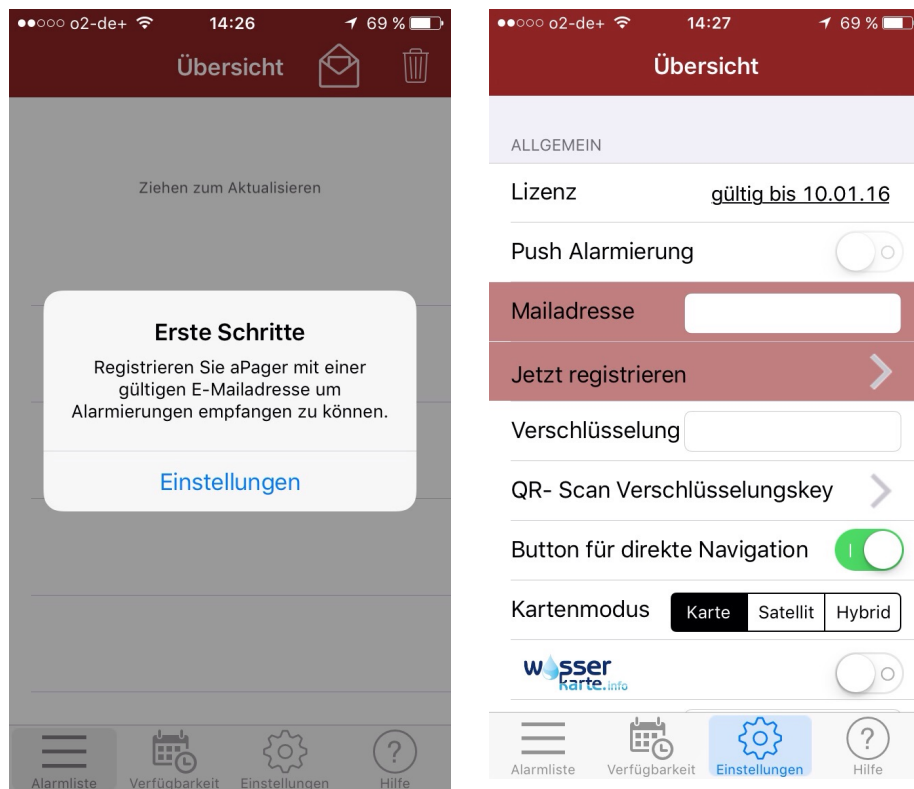 o2-de+ 14:26 69 %
Übersicht
Ziehen zum Aktualisieren
Erste Schritte
Registrieren Sie aPager mit einer
gültigen E-Mailadresse um
Alarmierungen empfangen zu können.
Einstellungen
Alarmliste Verfügbarkeit Einstellungen Hilfe
o2-de+ 14:27 69 %
Übersicht
ALLGEMEIN
Lizenz gültig bis 10.01.16
Push Alarmierung
Mailadresse
Jetzt registrieren
Verschlüsselung
QR- Scan Verschlüsselungskey
Button für direkte Navigation
Kartenmodus Karte Satellit Hybrid
wasser
karte.info
Alarmliste Verfügbarkeit Einstellungen Hilfe